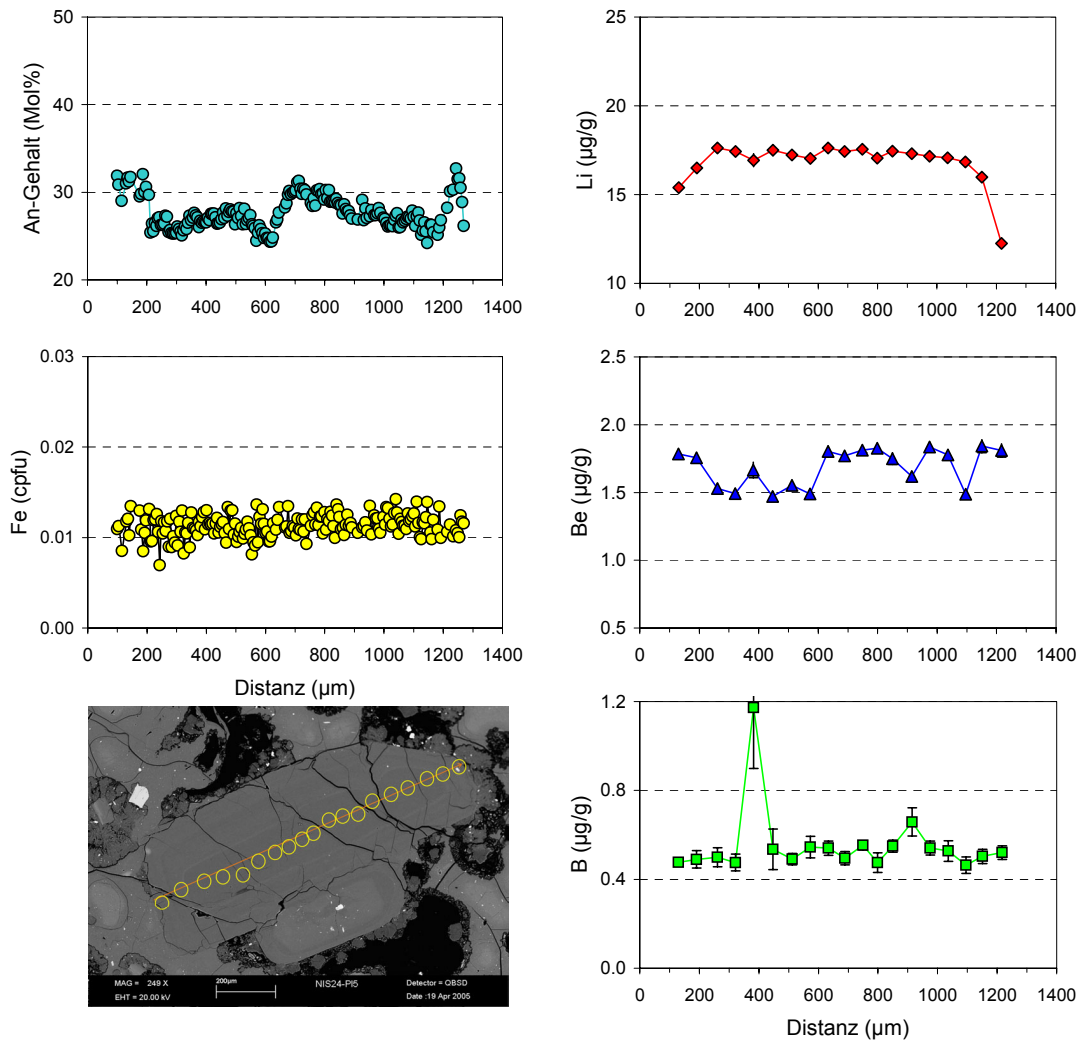 50
40
30
20
An-Gehalt (Mol%)
0 200 400 600 800 1000 1200 1400
25
20
15
10
Li (µg/g)
0 200 400 600 800 1000 1200 1400
0.03
0.02
0.01
0.00
Fe (cpfu)
0 200 400 600 800 1000 1200 1400
Distanz (µm)
2.5
2.0
1.5
1.0
0.5
Be (µg/g)
0 200 400 600 800 1000 1200 1400
MAG = 249 X
EHT = 20.00 kV
200µm
NIS24-Pl5
Detector = QBSD
Date :19 Apr 2005
1.2
0.8
0.4
0.0
B (µg/g)
0 200 400 600 800 1000 1200 1400
Distanz (µm)